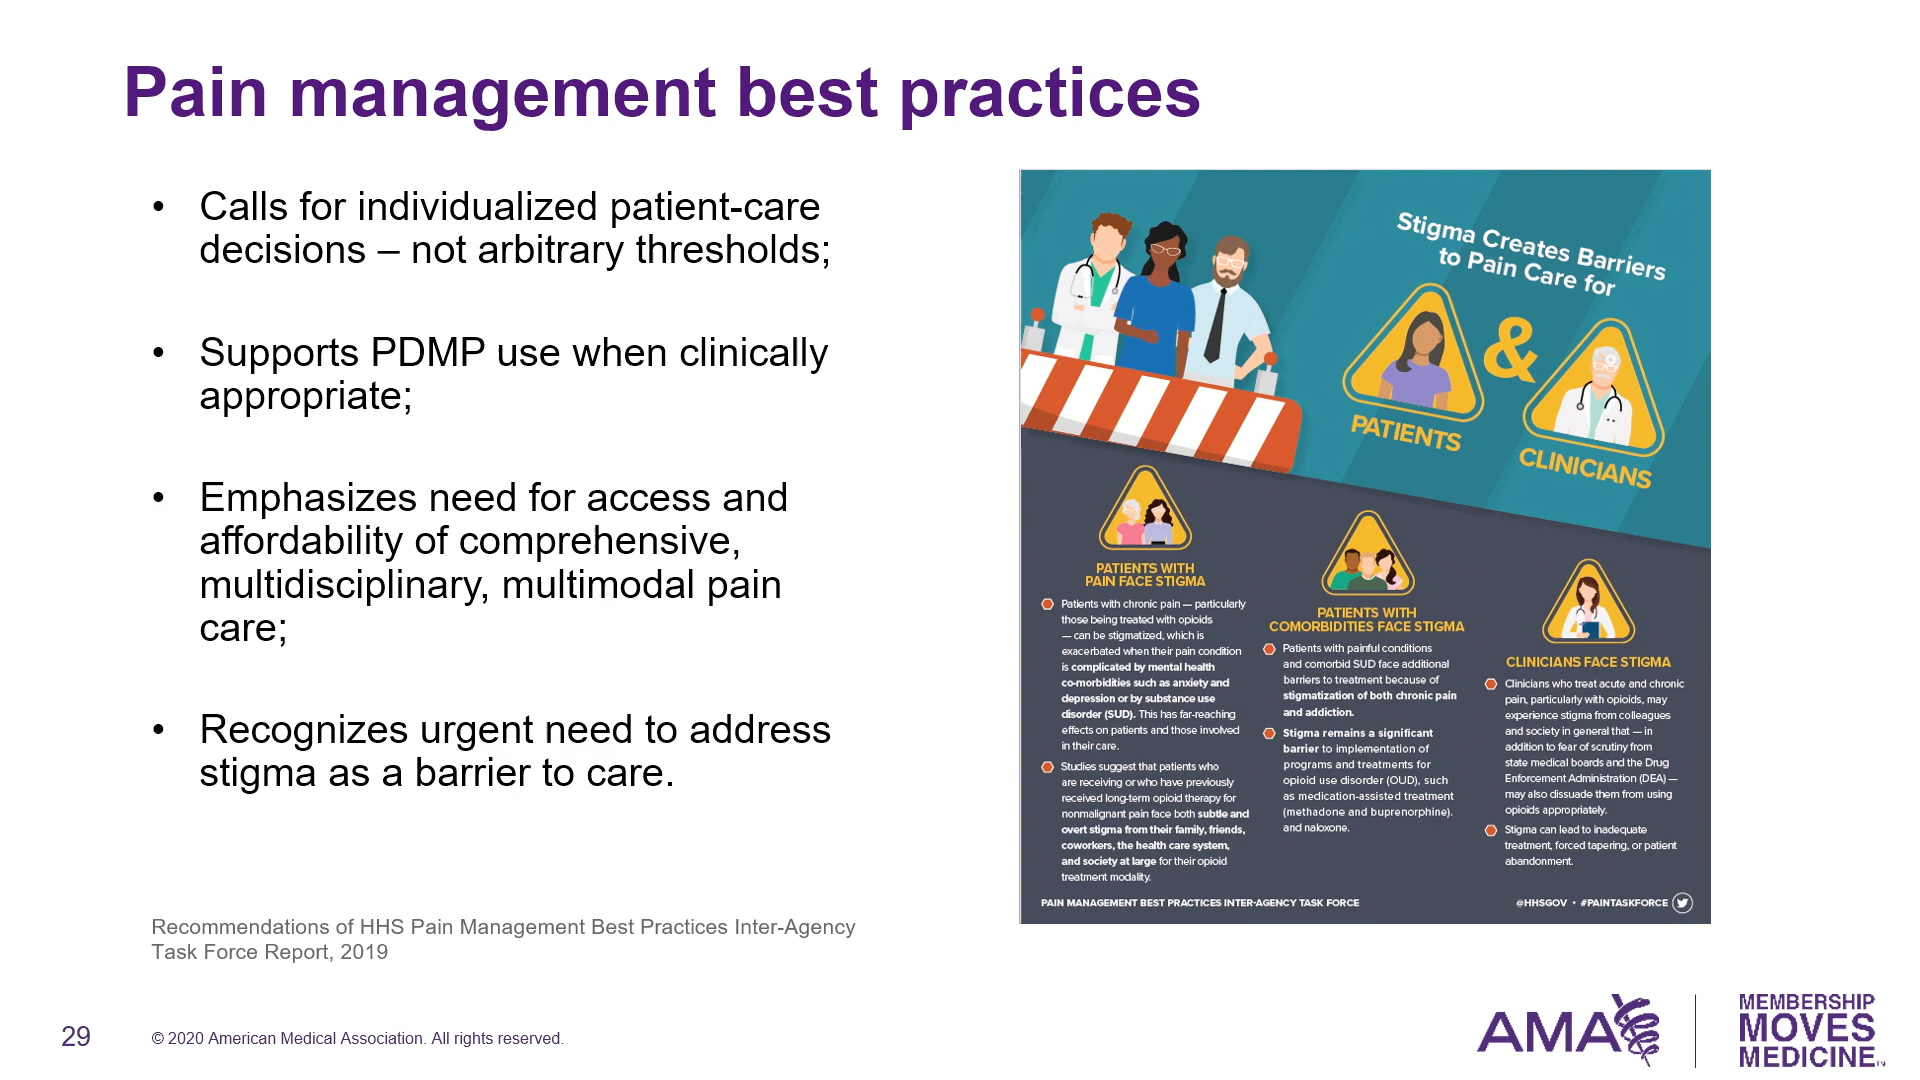 Pain management best practices
• Calls for individualized patient-care
decisions – not arbitrary thresholds;
• Supports PDMP use when clinically
appropriate;
• Emphasizes need for access and
affordability of comprehensive,
multidisciplinary, multimodal pain
care;
• Recognizes urgent need to address
stigma as a barrier to care.
Recommendations of HHS Pain Management Best Practices Inter-Agency
Task Force Report, 2019
Stigma Creates Barriers
to Pain Care for
PATIENTS
&
CLINICIANS
PATIENTS WITH
PAIN FACE STIGMA
Patients with chronic pain — particularly
those being treated with opioids
— can be stigmatized, which is
exacerbated when their pain condition
is complicated by mental health
co-morbidities such as anxiety and
depression or by substance use
disorder (SUD). This has far-reaching
effects on patients and those involved
in their care.
Studies suggest that patients who
are receiving or who have previously
received long-term opioid therapy for
nonmalignant pain face both subtle and
overt stigma from their family, friends,
coworkers, the health care system,
and society at large for their opioid
treatment modality.
PATIENTS WITH
COMORBIDITIES FACE STIGMA
Patients with painful conditions
and comorbid SUD face additional
barriers to treatment because of
stigmatization of both chronic pain
and addiction.
Stigma remains a significant
barrier to implementation of
programs and treatments for
opioid use disorder (OUD), such
as medication-assisted treatment
(methadone and buprenorphine),
and naloxone.
CLINICIANS FACE STIGMA
Clinicians who treat acute and chronic
pain, particularly with opioids, may
experience stigma from colleagues
and society in general that — in
addition to fear of scrutiny from
state medical boards and the Drug
Enforcement Administration (DEA) —
may also dissuade them from using
opioids appropriately.
Stigma can lead to inadequate
treatment, forced tapering, or patient
abandonment.
PAIN MANAGEMENT BEST PRACTICES INTER-AGENCY TASK FORCE
@HHSGOV • #PAINTASKFORCE
29
© 2020 American Medical Association. All rights reserved.
AMA
MEMBERSHIP
MOVES
MEDICINE™